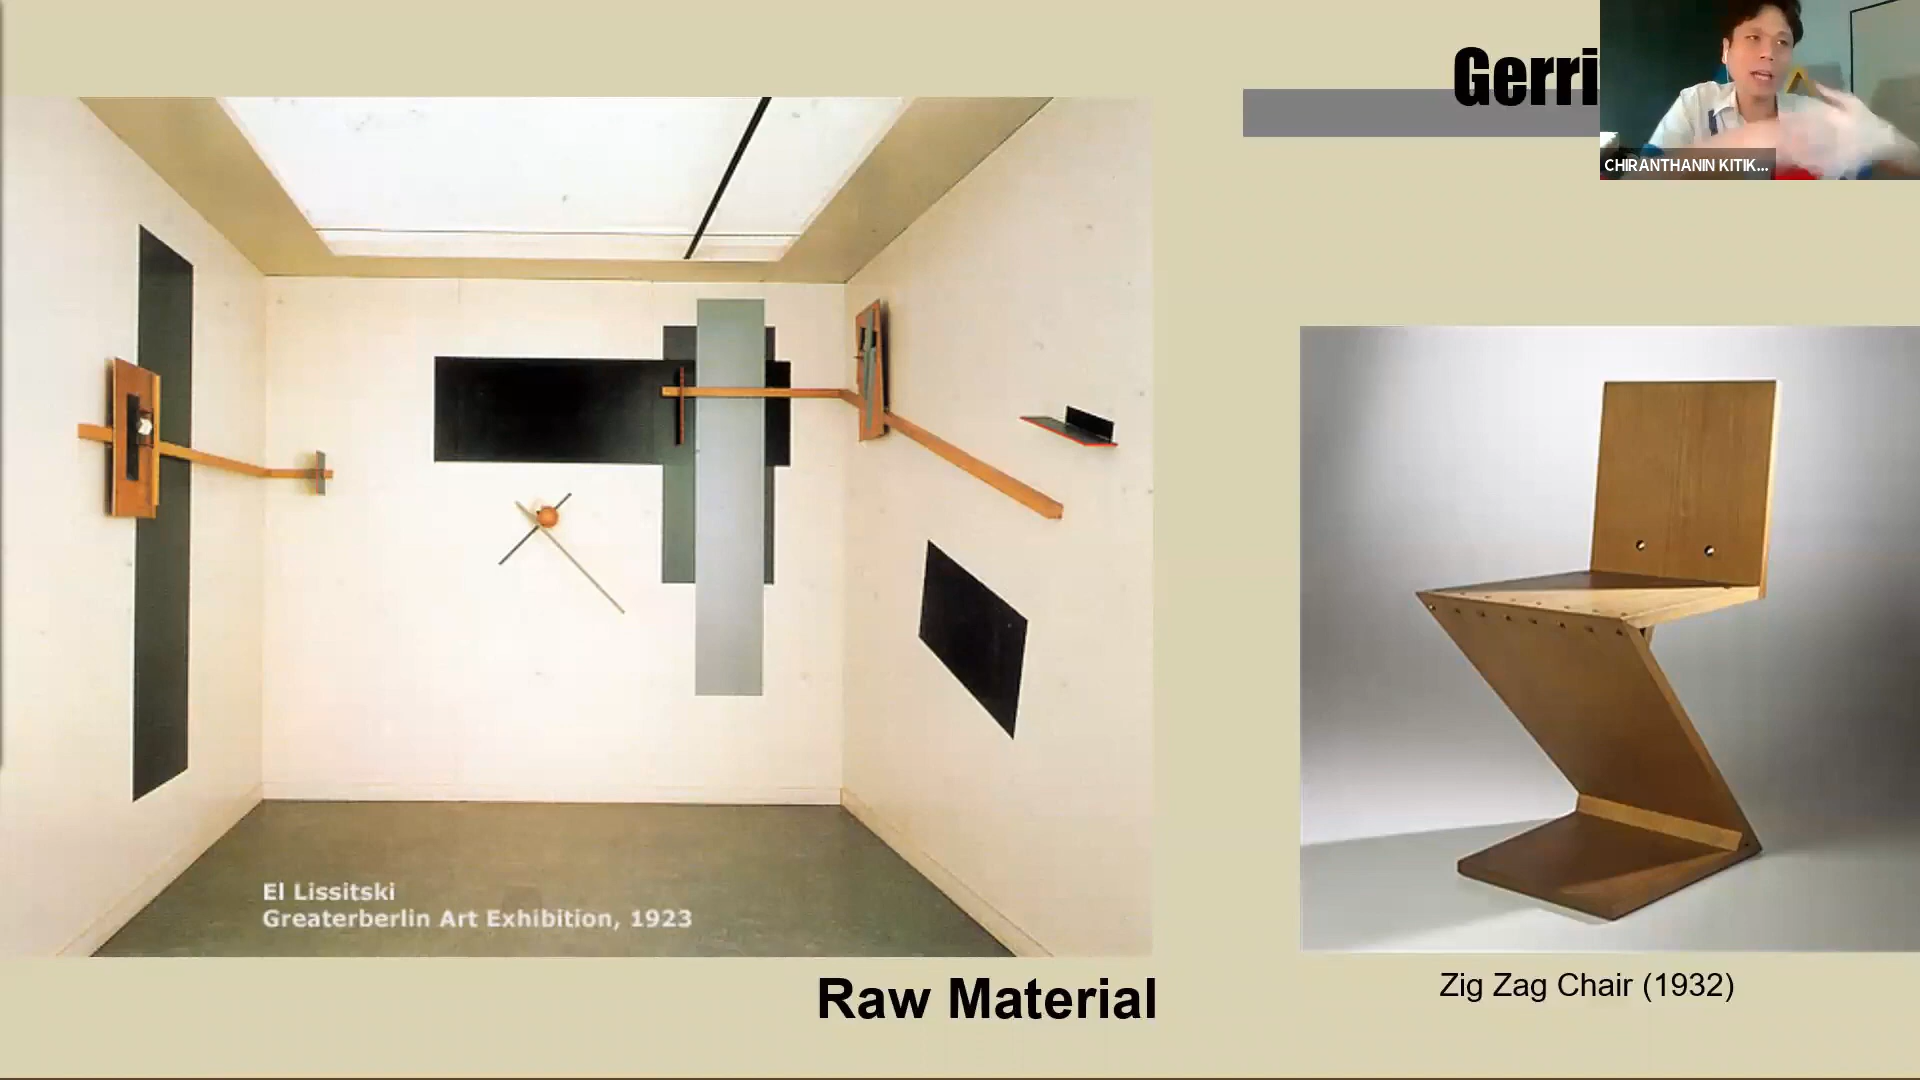 Gerri
CHIRANTHANIN KITIK...
El Lissitski
Greaterberlin Art Exhibition, 1923
Raw Material
Zig Zag Chair (1932)